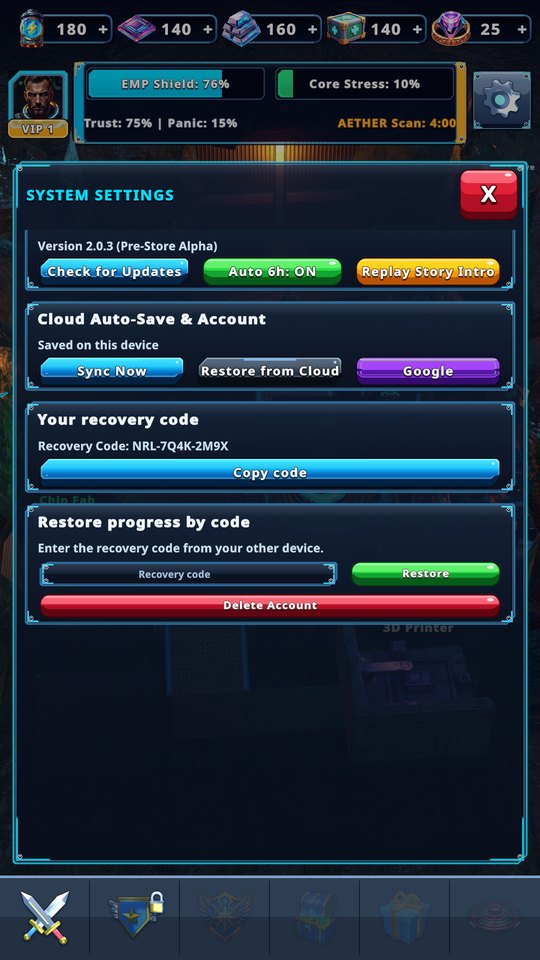 180 + 140 + 160 + 140 + 25 +
EMP Shield: 76% Core Stress: 10%
VIP 1 Trust: 75% | Panic: 15% AETHER Scan: 4:00
SYSTEM SETTINGS X
Version 2.0.3 (Pre-Store Alpha)
Check for Updates Auto 6h: ON Replay Story Intro
Cloud Auto-Save & Account
Saved on this device
Sync Now Restore from Cloud Google
Your recovery code
Recovery Code: NRL-7Q4K-2M9X
Copy code
Chip Fab
Restore progress by code
Enter the recovery code from your other device.
Recovery code Restore
Delete Account
3D Printer